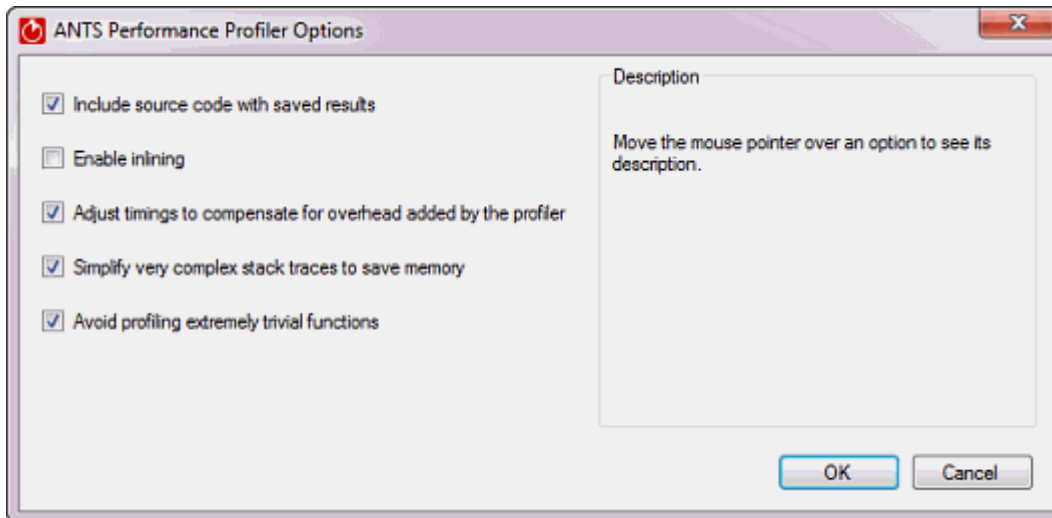 ANTS Performance Profiler Options
Include source code with saved results
Enable inlining
Adjust timings to compensate for overhead added by the profiler
Simplify very complex stack traces to save memory
Avoid profiling extremely trivial functions
Description
Move the mouse pointer over an option to see its
description.
OK
Cancel